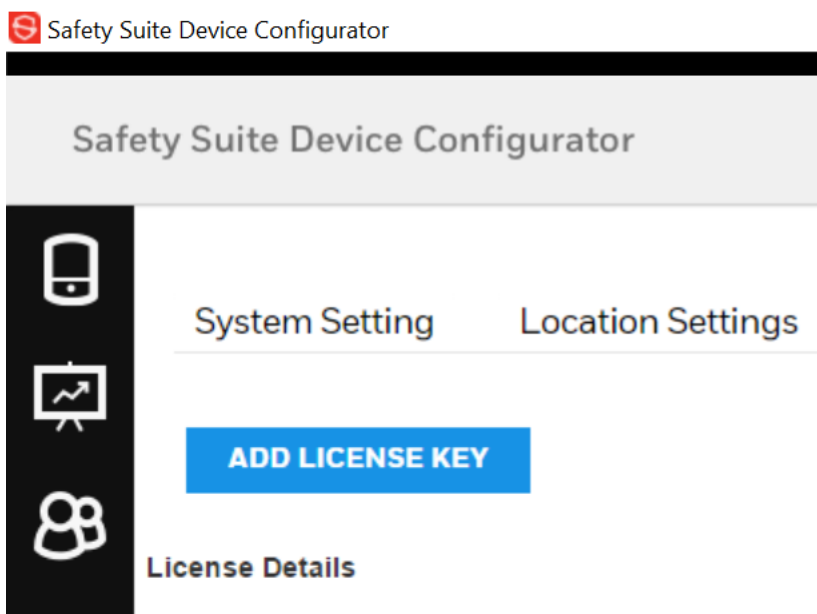 Safety Suite Device Configurator
Safety Suite Device Configurator
System Setting Location Settings
ADD LICENSE KEY
License Details